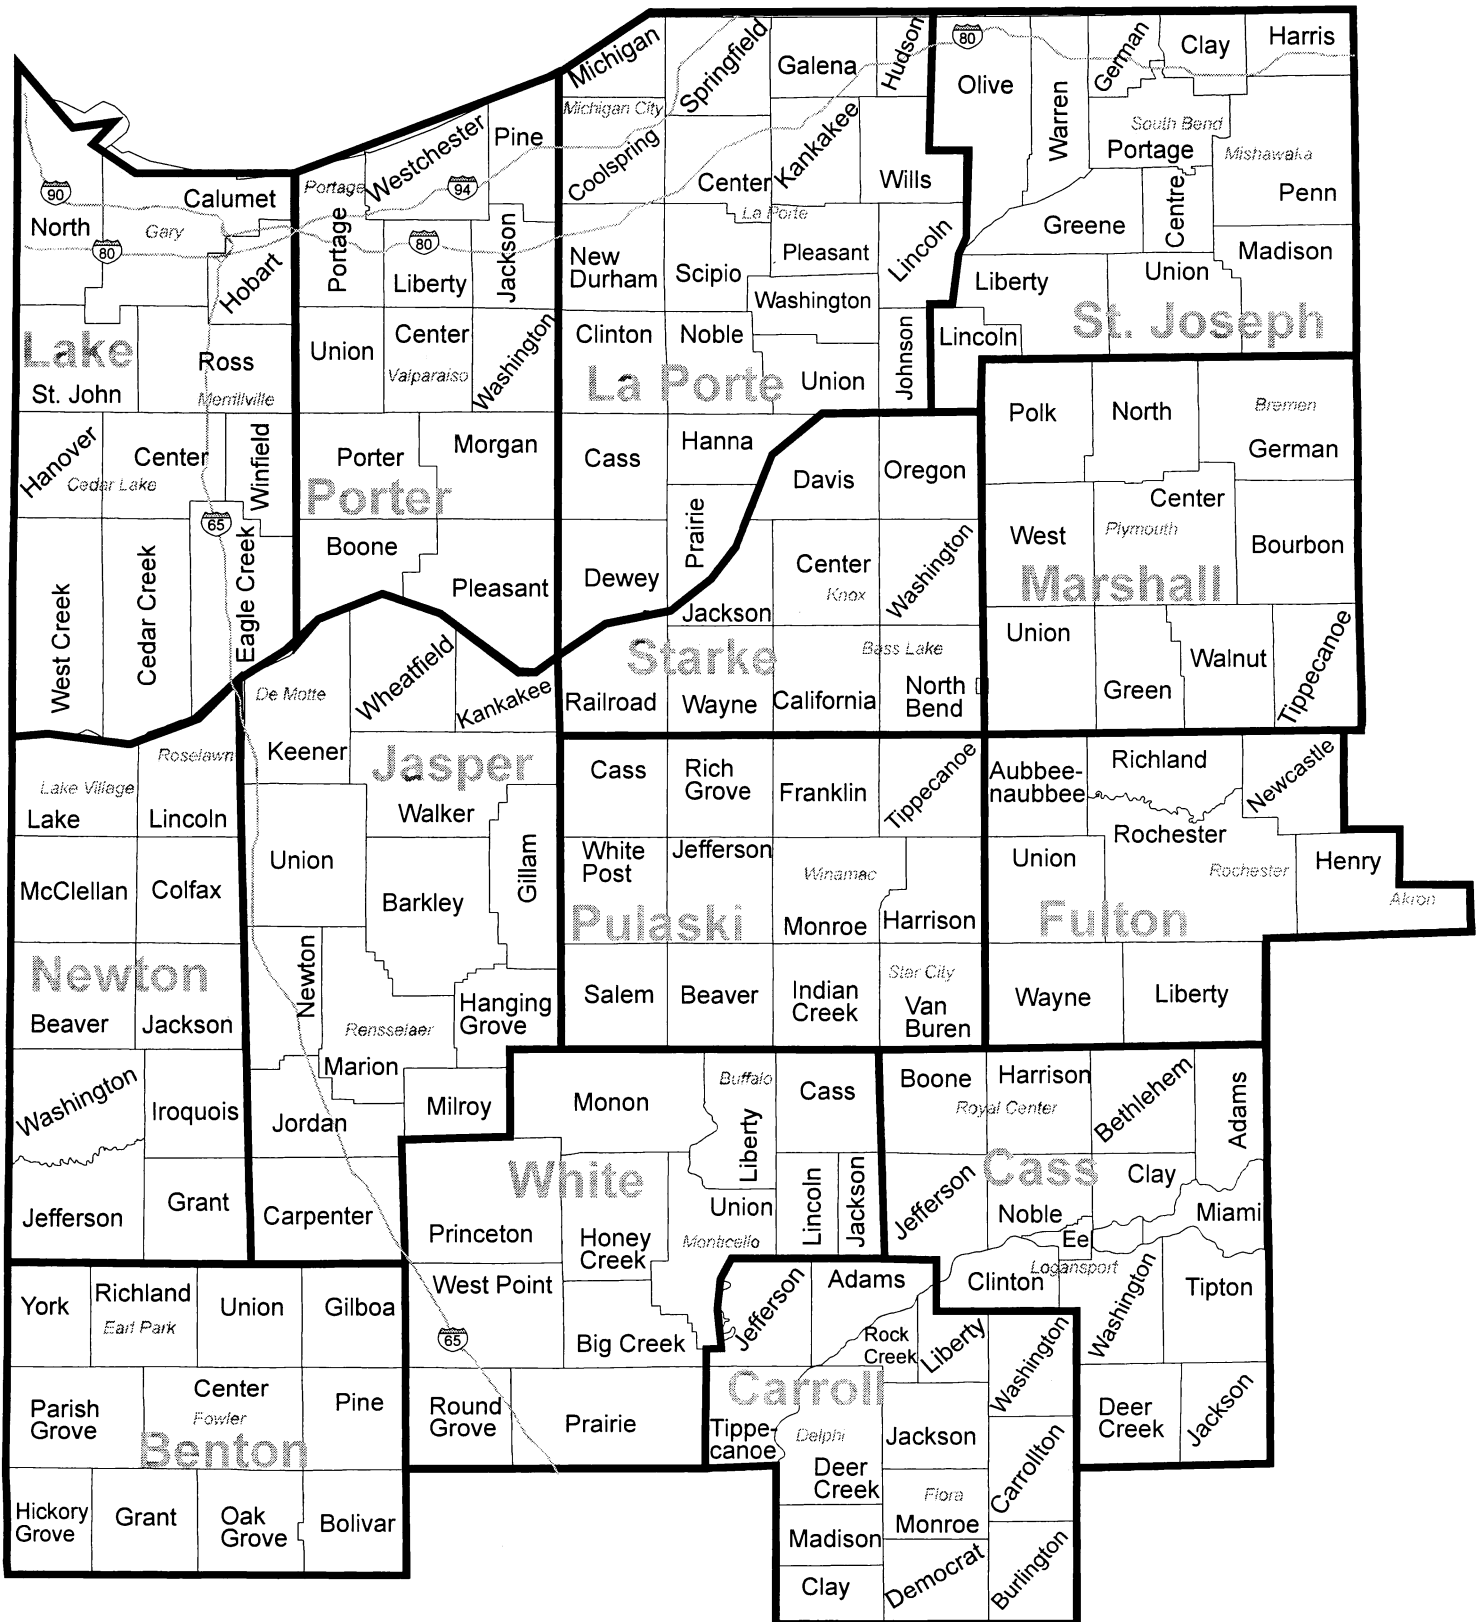 Michigan
Springfield
Galena
Hudson
80
Olive
Warren
German
Clay
Harris
Michigan City
Coolspring
Center
Kankakee
Wills
La Porte
South Bend
Portage
Mishawaka
Penn
Greene
Centre
Madison
Liberty
Union
St. Joseph
Lincoln
90
North
80
Calumet
Gary
Hobart
Lake
Ross
St. John
Merrillville
Portage
Westchester
Pine
94
Portage
80
Liberty
Jackson
Union
Center
Valparaiso
Washington
New
Durham
Scipio
Pleasant
Lincoln
Washington
Clinton
Noble
La Porte
Union
Johnson
Hanover
Center
Cedar Lake
Winfield
65
West Creek
Cedar Creek
Eagle Creek
Porter
Morgan
Porter
Boone
Pleasant
Cass
Hanna
Prairie
Dewey
Davis
Oregon
Center
Knox
Washington
Jackson
Starke
Bass Lake
Railroad
Wayne
California
North
Bend
Polk
North
Bremen
German
Center
West
Plymouth
Bourbon
Marshall
Union
Green
Walnut
Tippecanoe
De Motte
Wheatfield
Kankakee
Keener
Jasper
Walker
Union
Barkley
Gillam
Newton
Rensselaer
Hanging
Grove
Marion
Milroy
Jordan
Carpenter
Roselawn
Lake Village
Lake
Lincoln
McClellan
Colfax
Newton
Beaver
Jackson
Washington
Iroquois
Jefferson
Grant
Cass
Rich
Grove
Franklin
Tippecanoe
White
Post
Jefferson
Winamac
Pulaski
Monroe
Harrison
Salem
Beaver
Indian
Creek
Star City
Van
Buren
Aubbee-
naubbee
Richland
Newcastle
Rochester
Union
Rochester
Henry
Akron
Fulton
Wayne
Liberty
Monon
Buffalo
Liberty
Cass
White
Lincoln
Jackson
Union
Monticello
Princeton
Honey
Creek
West Point
65
Big Creek
Round
Grove
Prairie
Boone
Harrison
Royal Center
Bethlehem
Adams
Cass
Jefferson
Clay
Noble
Miami
Eel
Logansport
Clinton
Washington
Tipton
Deer
Creek
Jackson
York
Richland
Earl Park
Union
Gilboa
Parish
Grove
Center
Fowler
Pine
Benton
Hickory
Grove
Grant
Oak
Grove
Bolivar
Jefferson
Adams
Rock
Creek
Liberty
Washington
Carroll
Tippe-
canoe
Delphi
Deer
Creek
Jackson
Carrollton
Flora
Monroe
Madison
Democrat
Burlington
Clay